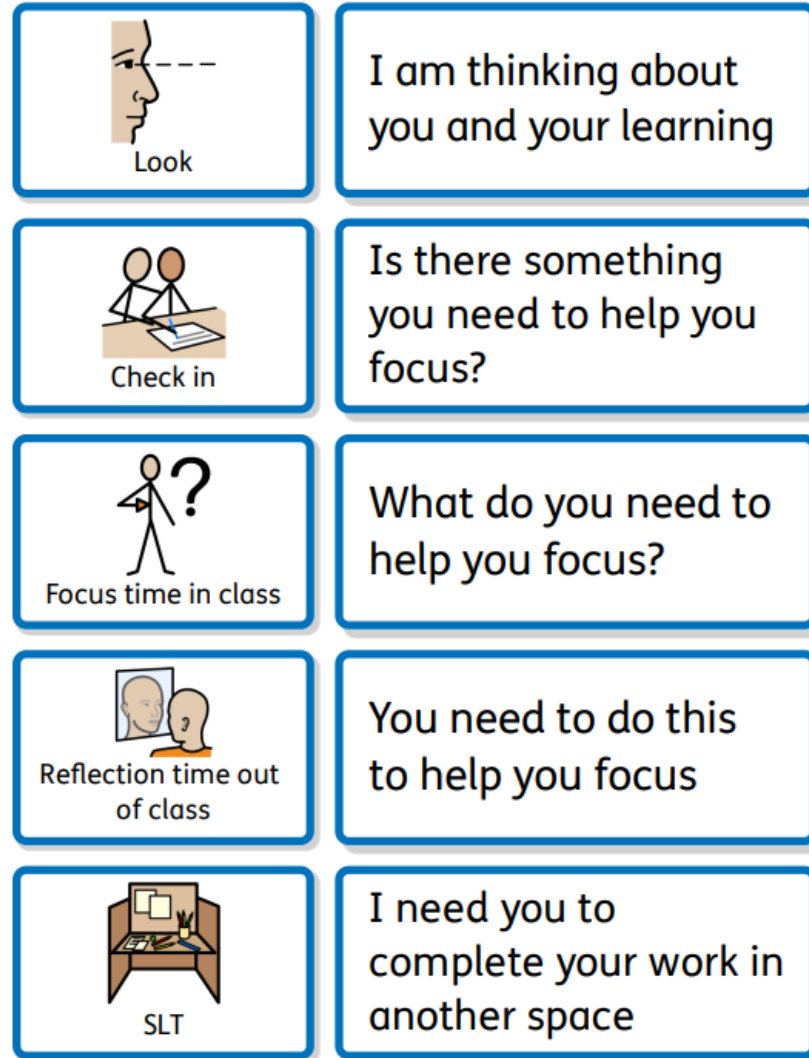 Look
I am thinking about
you and your learning
Check in
Is there something
you need to help you
focus?
?
Focus time in class
What do you need to
help you focus?
Reflection time out
of class
You need to do this
to help you focus
SLT
I need you to
complete your work in
another space